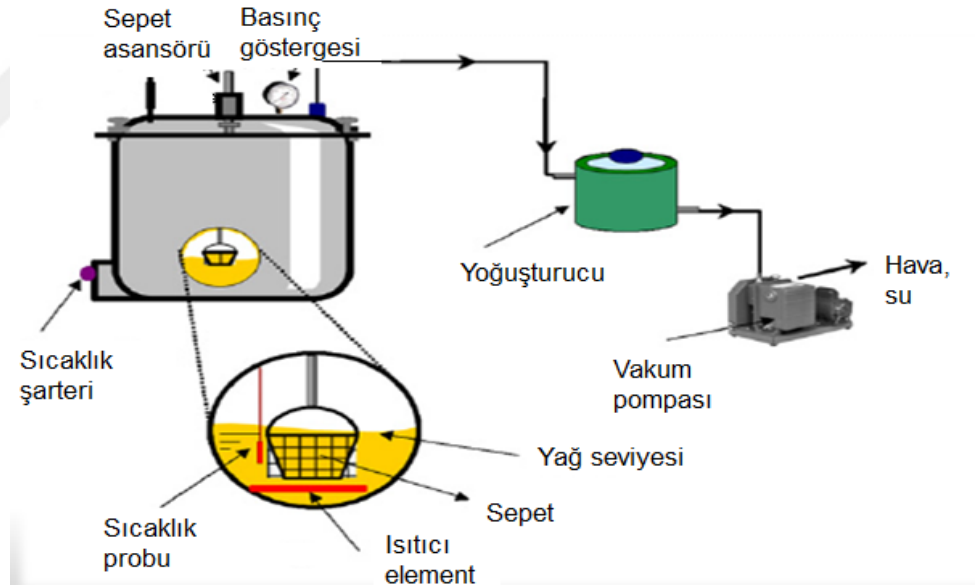 Sepet
asansörü
Basınç
göstergesi
Yoğuşturucu
Hava,
su
Sıcaklık
şarteri
Vakum
pompası
Yağ seviyesi
Sepet
Sıcaklık
probu
Isıtıcı
element